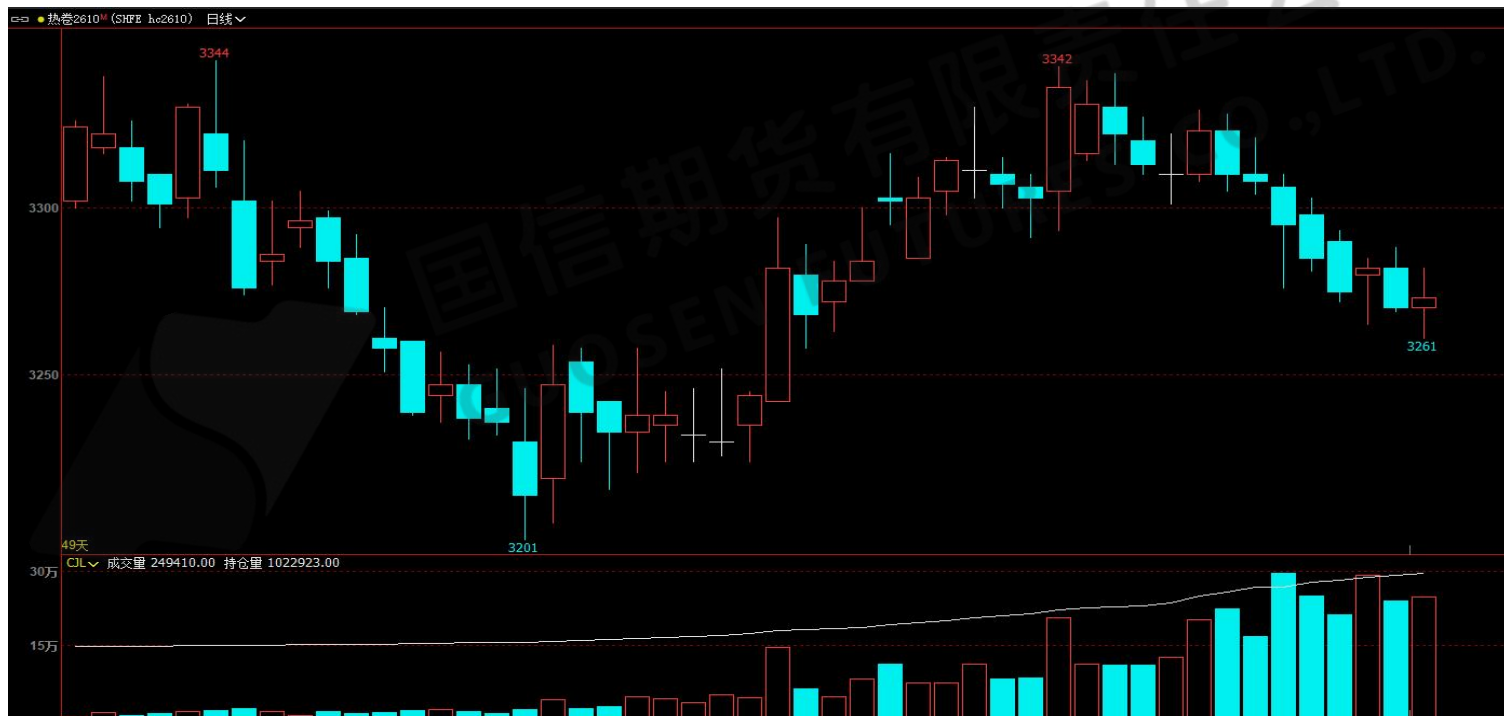 热卷2610M (SHFE hc2610) 日线
3344
3342
3300
3261
3250
3201
49天
CJL 成交量 249410.00 持仓量 1022923.00
30万
15万
国信期货有限责任公
GUOSEN FUTURES CO.,LTD.